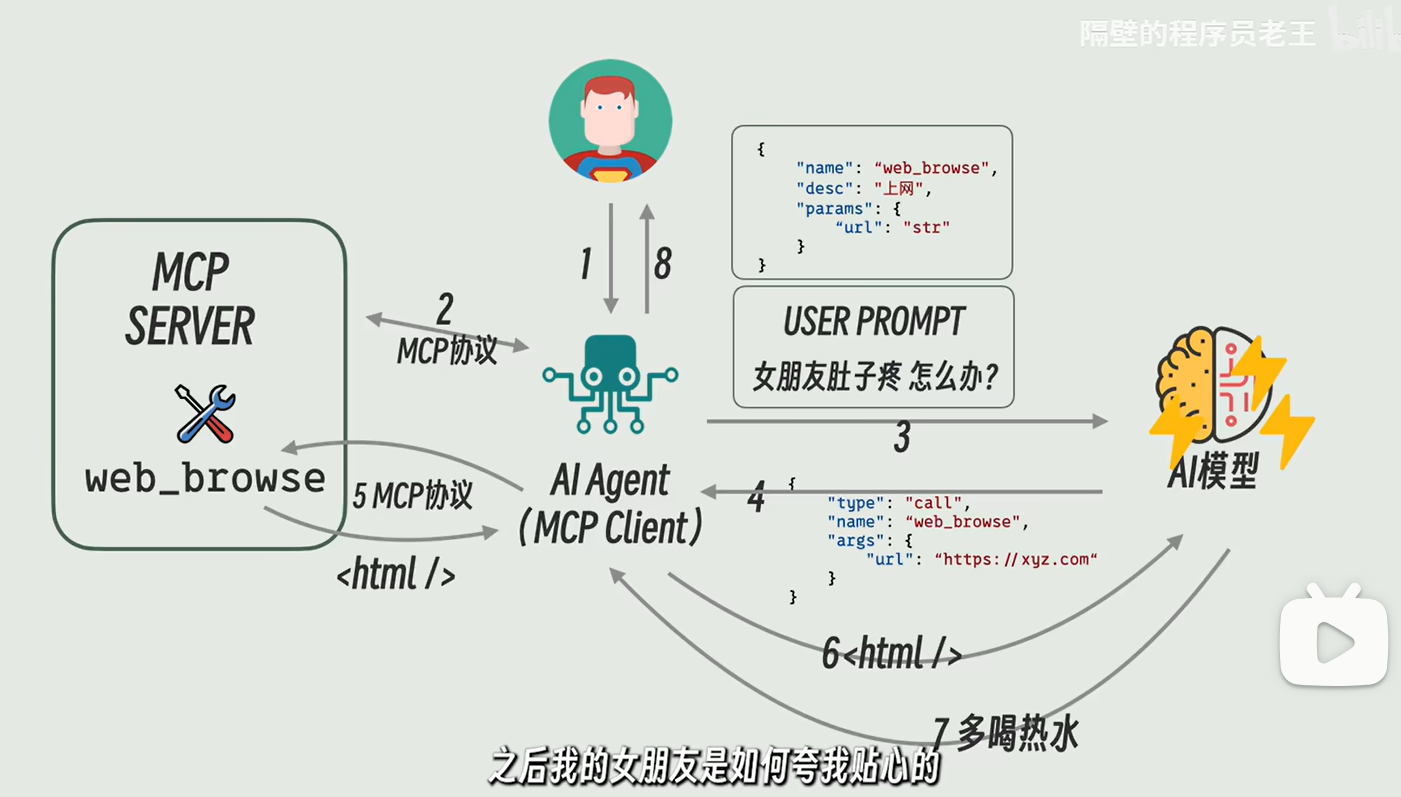 隔壁的程序员老王
{
"name": “web_browse",
"desc": "上网",
"params": {
“url": "str"
}
}
1
8
MCP
SERVER
2
MCP协议
USER PROMPT
女朋友肚子疼 怎么办?
3
web_browse
5 MCP协议
<html />
AI Agent
(MCP Client)
AI模型
4
{
"type": "call",
"name": “web_browse",
"args": {
"url": “https://xyz.com“
}
}
6<html />
7 多喝热水
之后我的女朋友是如何夸我贴心的